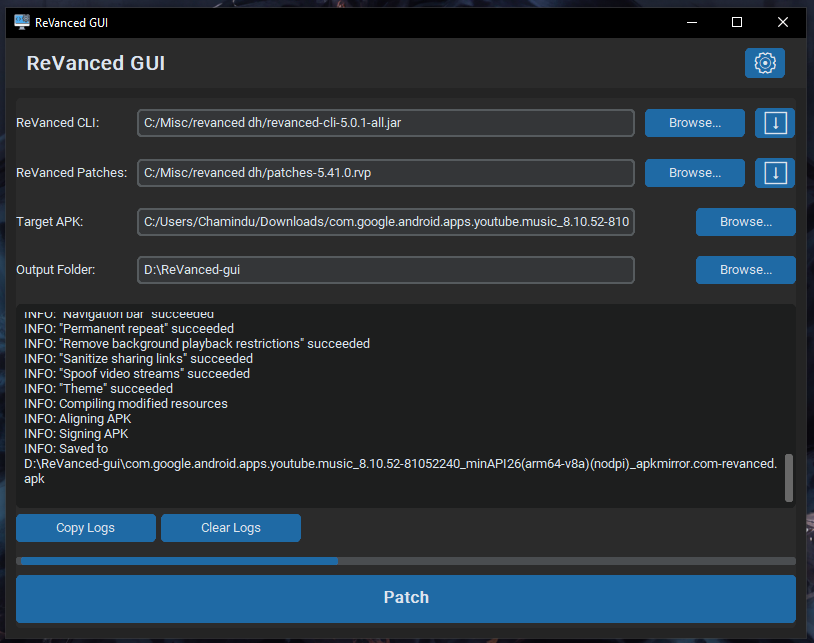 ReVanced GUI
ReVanced GUI
ReVanced CLI:
C:/Misc/revanced dh/revanced-cli-5.0.1-all.jar
Browse...
ReVanced Patches:
C:/Misc/revanced dh/patches-5.41.0.rvp
Browse...
Target APK:
C:/Users/Chamindu/Downloads/com.google.android.apps.youtube.music_8.10.52-810
Browse...
Output Folder:
D:\ReVanced-gui
Browse...
INFO: "Navigation bar" succeeded
INFO: "Permanent repeat" succeeded
INFO: "Remove background playback restrictions" succeeded
INFO: "Sanitize sharing links" succeeded
INFO: "Spoof video streams" succeeded
INFO: "Theme" succeeded
INFO: Compiling modified resources
INFO: Aligning APK
INFO: Signing APK
INFO: Saved to
D:\ReVanced-gui\com.google.android.apps.youtube.music_8.10.52-81052240_minAPI26(arm64-v8a)(nodpi)_apkmirror.com-revanced.
apk
Copy Logs
Clear Logs
Patch